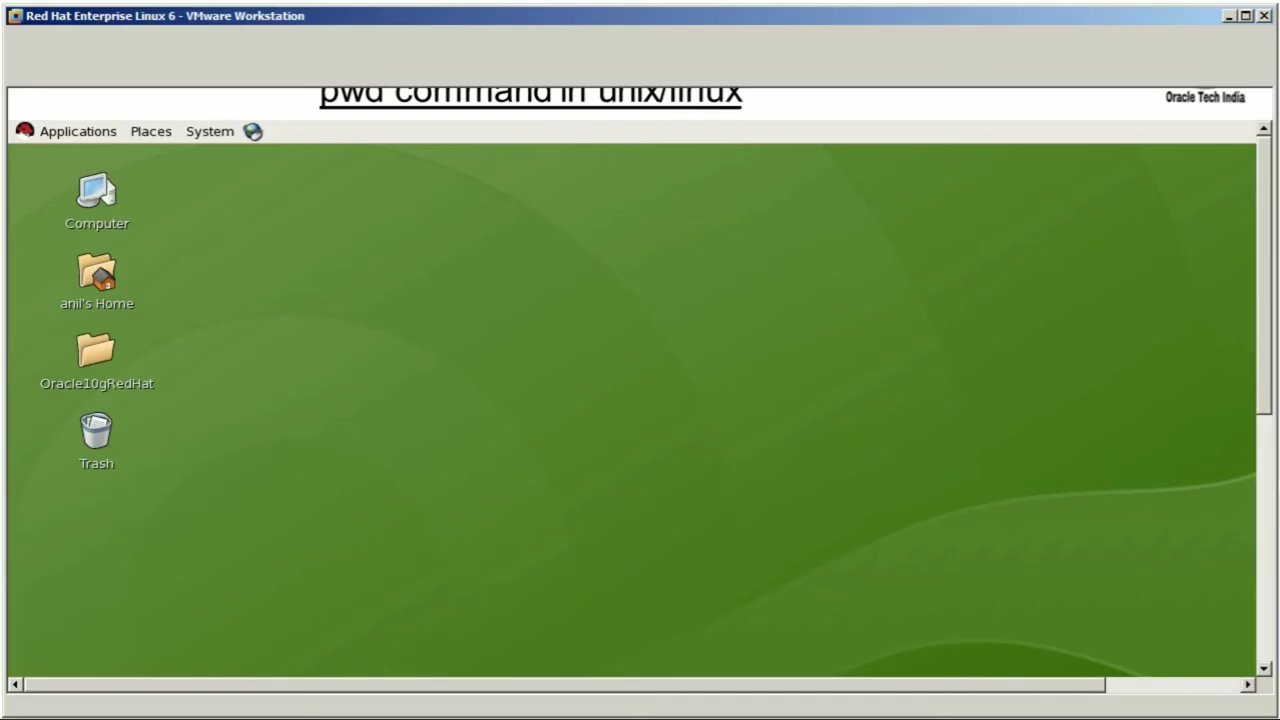 Red Hat Enterprise Linux 6 - VMware Workstation
pwd command in unix/linux
Oracle Tech India
Applications Places System
Computer
anil's Home
Oracle10gRedHat
Trash